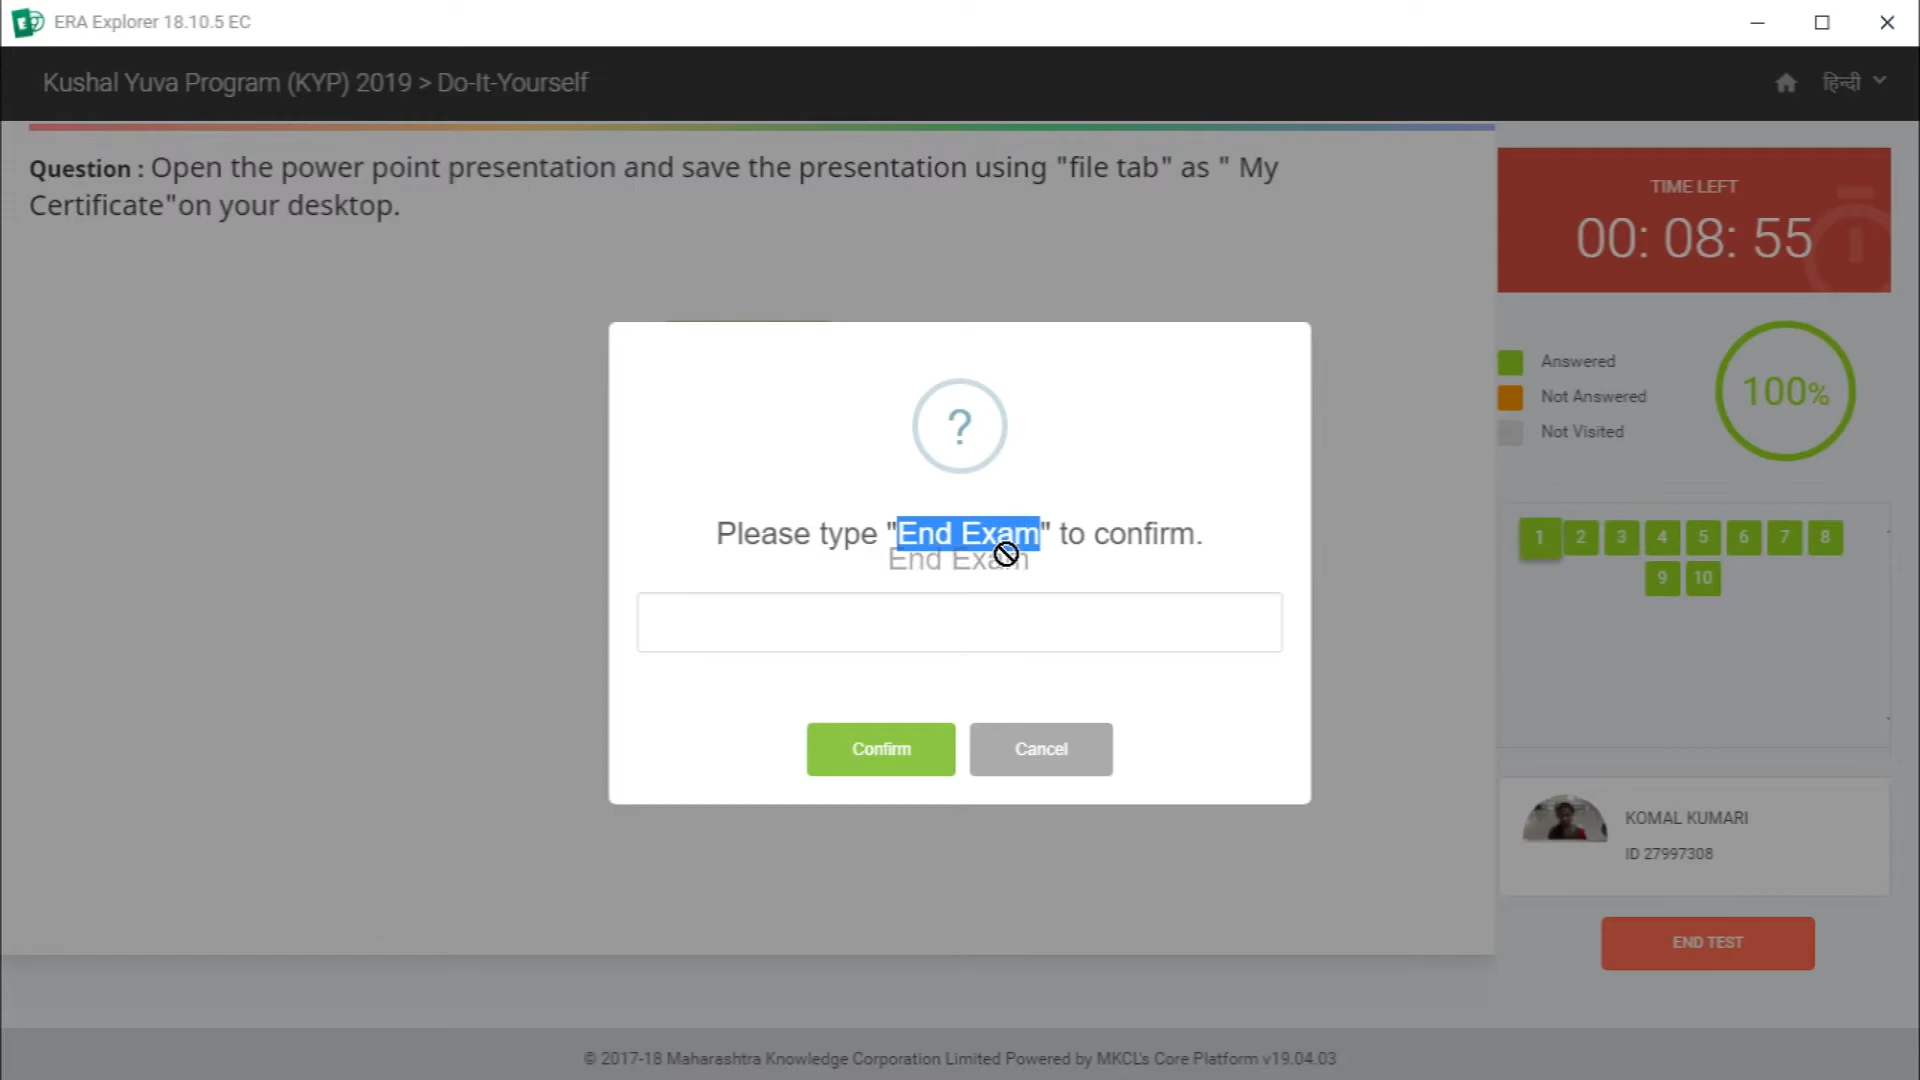 ERA Explorer 18.10.5 EC
Kushal Yuva Program (KYP) 2019 > Do-It-Yourself
हिन्दी
Question : Open the power point presentation and save the presentation using "file tab" as " My
Certificate"on your desktop.
TIME LEFT
00: 08: 55
Answered
Not Answered
Not Visited
100%
?
Please type "End Exam" to confirm.
End Exam
1 2 3 4 5 6 7 8
9 10
Confirm
Cancel
KOMAL KUMARI
ID 27997308
END TEST
© 2017-18 Maharashtra Knowledge Corporation Limited Powered by MKCL's Core Platform v19.04.03